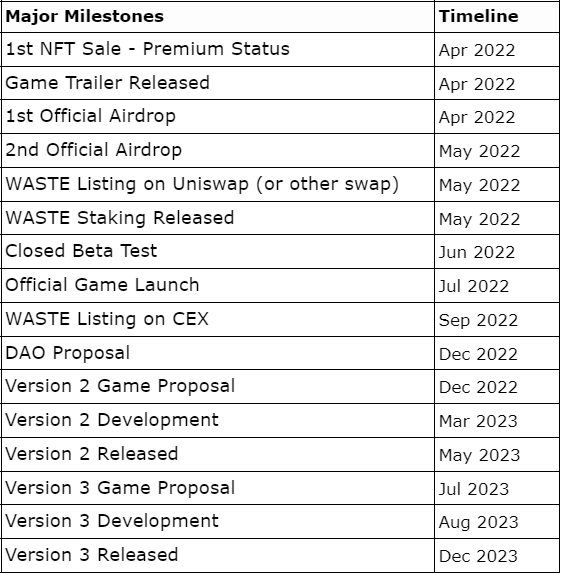 Major Milestones Timeline
1st NFT Sale - Premium Status Apr 2022
Game Trailer Released Apr 2022
1st Official Airdrop Apr 2022
2nd Official Airdrop May 2022
WASTE Listing on Uniswap (or other swap) May 2022
WASTE Staking Released May 2022
Closed Beta Test Jun 2022
Official Game Launch Jul 2022
WASTE Listing on CEX Sep 2022
DAO Proposal Dec 2022
Version 2 Game Proposal Dec 2022
Version 2 Development Mar 2023
Version 2 Released May 2023
Version 3 Game Proposal Jul 2023
Version 3 Development Aug 2023
Version 3 Released Dec 2023